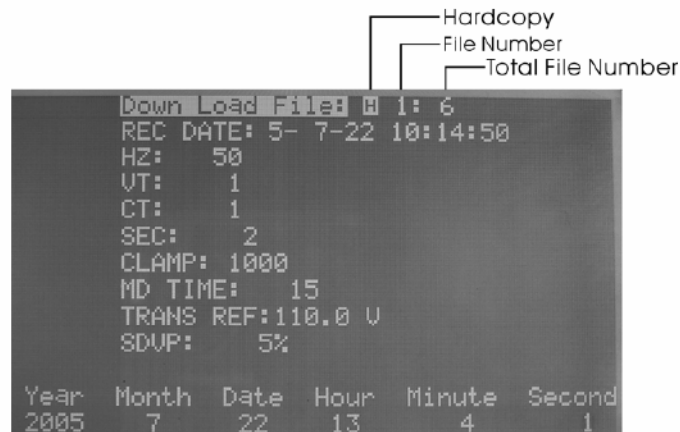 Hardcopy
File Number
Total File Number
Down Load File: H 1: 6
REC DATE: 5- 7-22 10:14:50
HZ: 50
VT: 1
CT: 1
SEC: 2
CLAMP: 1000
MD TIME: 15
TRANS REF:110.0 V
SDVP: 5%
Year Month Date Hour Minute Second
2005 7 22 13 4 1